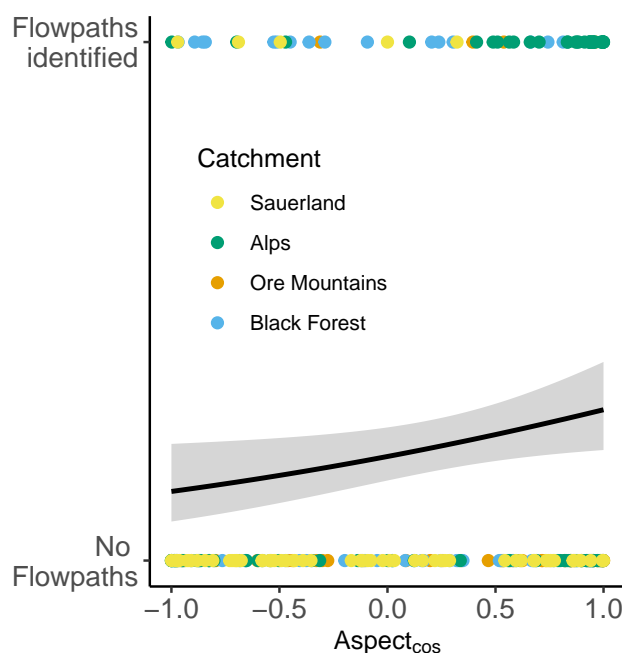 Flowpaths
identified
Catchment
Sauerland
Alps
Ore Mountains
Black Forest
No
Flowpaths
−1.0 −0.5 0.0 0.5 1.0
Aspectcos